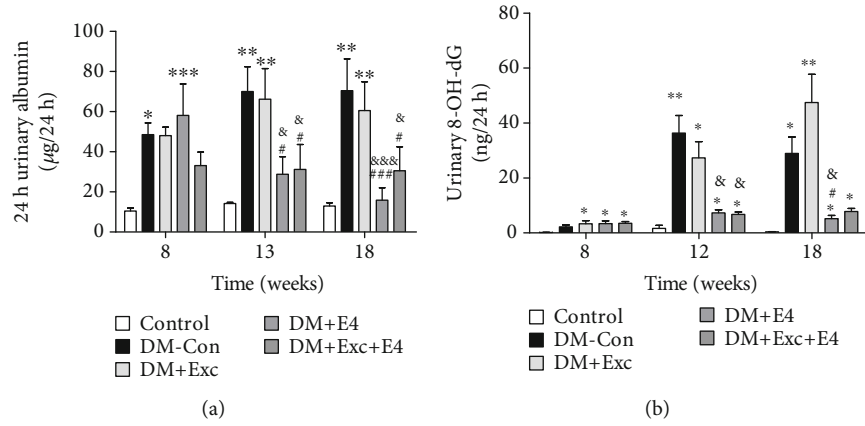 24 h urinary albumin
(μg/24 h)
100
80
60
40
20
0
*
***
**
**
&
#
&
#
**
**
&&&
###
&
#
8
13
18
Time (weeks)
Control
DM-Con
DM+Exc
DM+E4
DM+Exc+E4
(a)
Urinary 8-OH-dG
(ng/24 h)
80
60
40
20
0
*
*
*
**
*
&
*
&
*
*
**
&
#
*
*
8
12
18
Time (weeks)
Control
DM-Con
DM+Exc
DM+E4
DM+Exc+E4
(b)